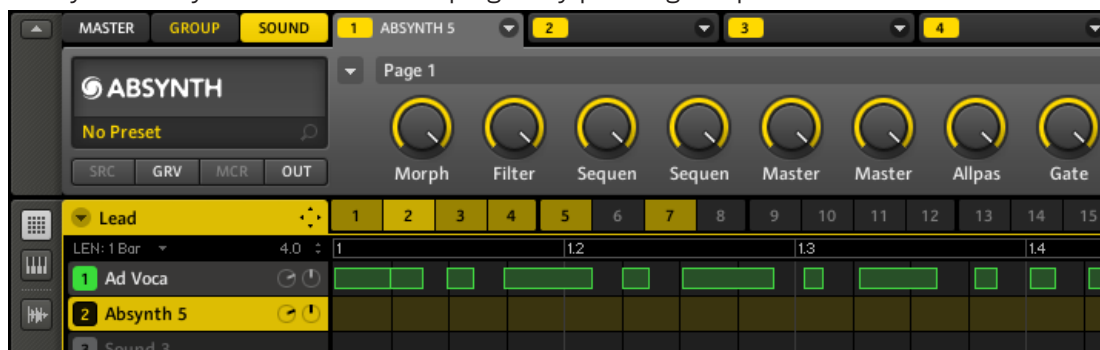 MASTER GROUP SOUND 1 ABSYNTH 5 2 3 4
Page 1
ABSYNTH
No Preset
Morph Filter Sequen Sequen Master Master Allpas Gate
SRC GRV MCR OUT
Lead 1 2 3 4 5 6 7 8 9 10 11 12 13 14 15
LEN: 1 Bar 4.0 1 1.2 1.3 1.4
1 Ad Voca
2 Absynth 5
3 Sound 3